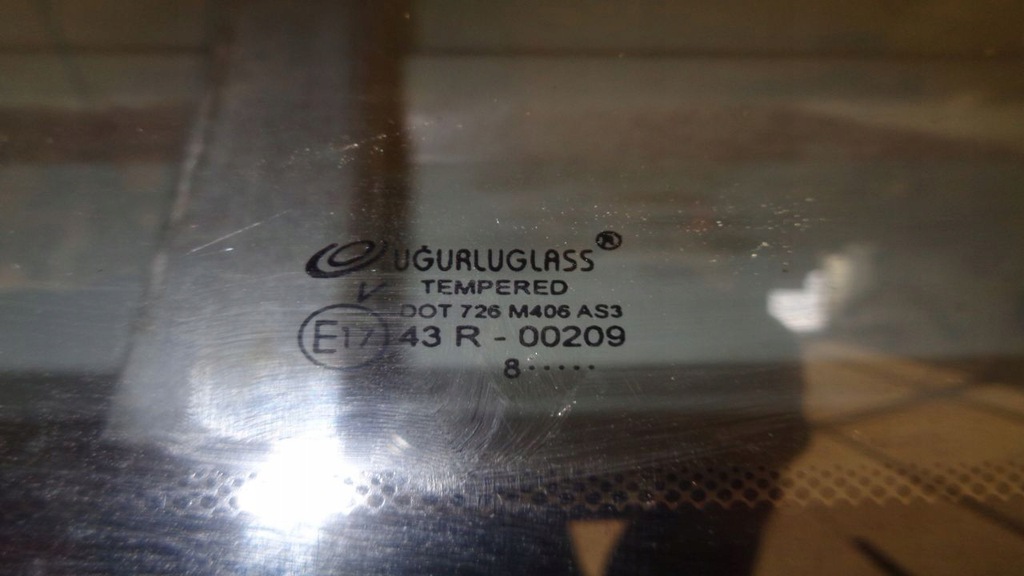 UĞURLUGLASS®
TEMPERED
DOT 726 M406 AS3
E17 43 R - 00209
8.....